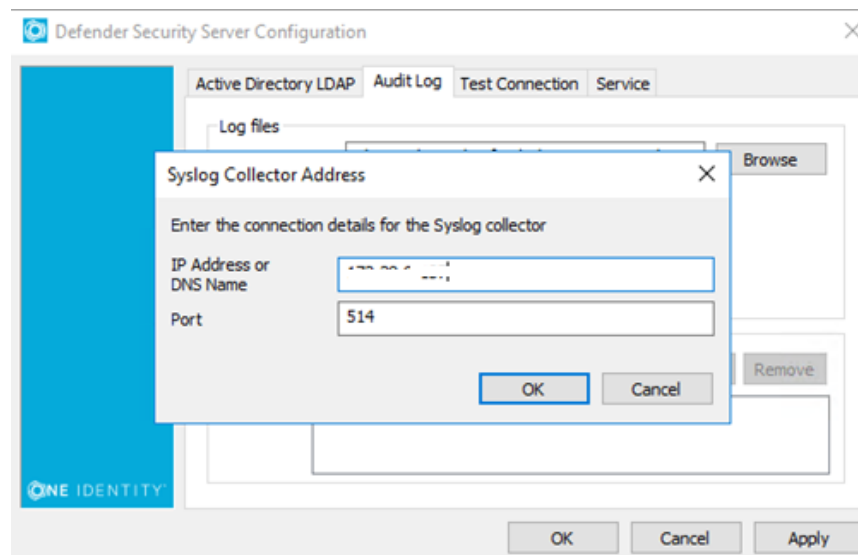 Defender Security Server Configuration
Active Directory LDAP Audit Log Test Connection Service
Log files
Browse
Syslog Collector Address
Enter the connection details for the Syslog collector
IP Address or
DNS Name
Port
514
OK Cancel
Remove
ONE IDENTITY
OK Cancel Apply